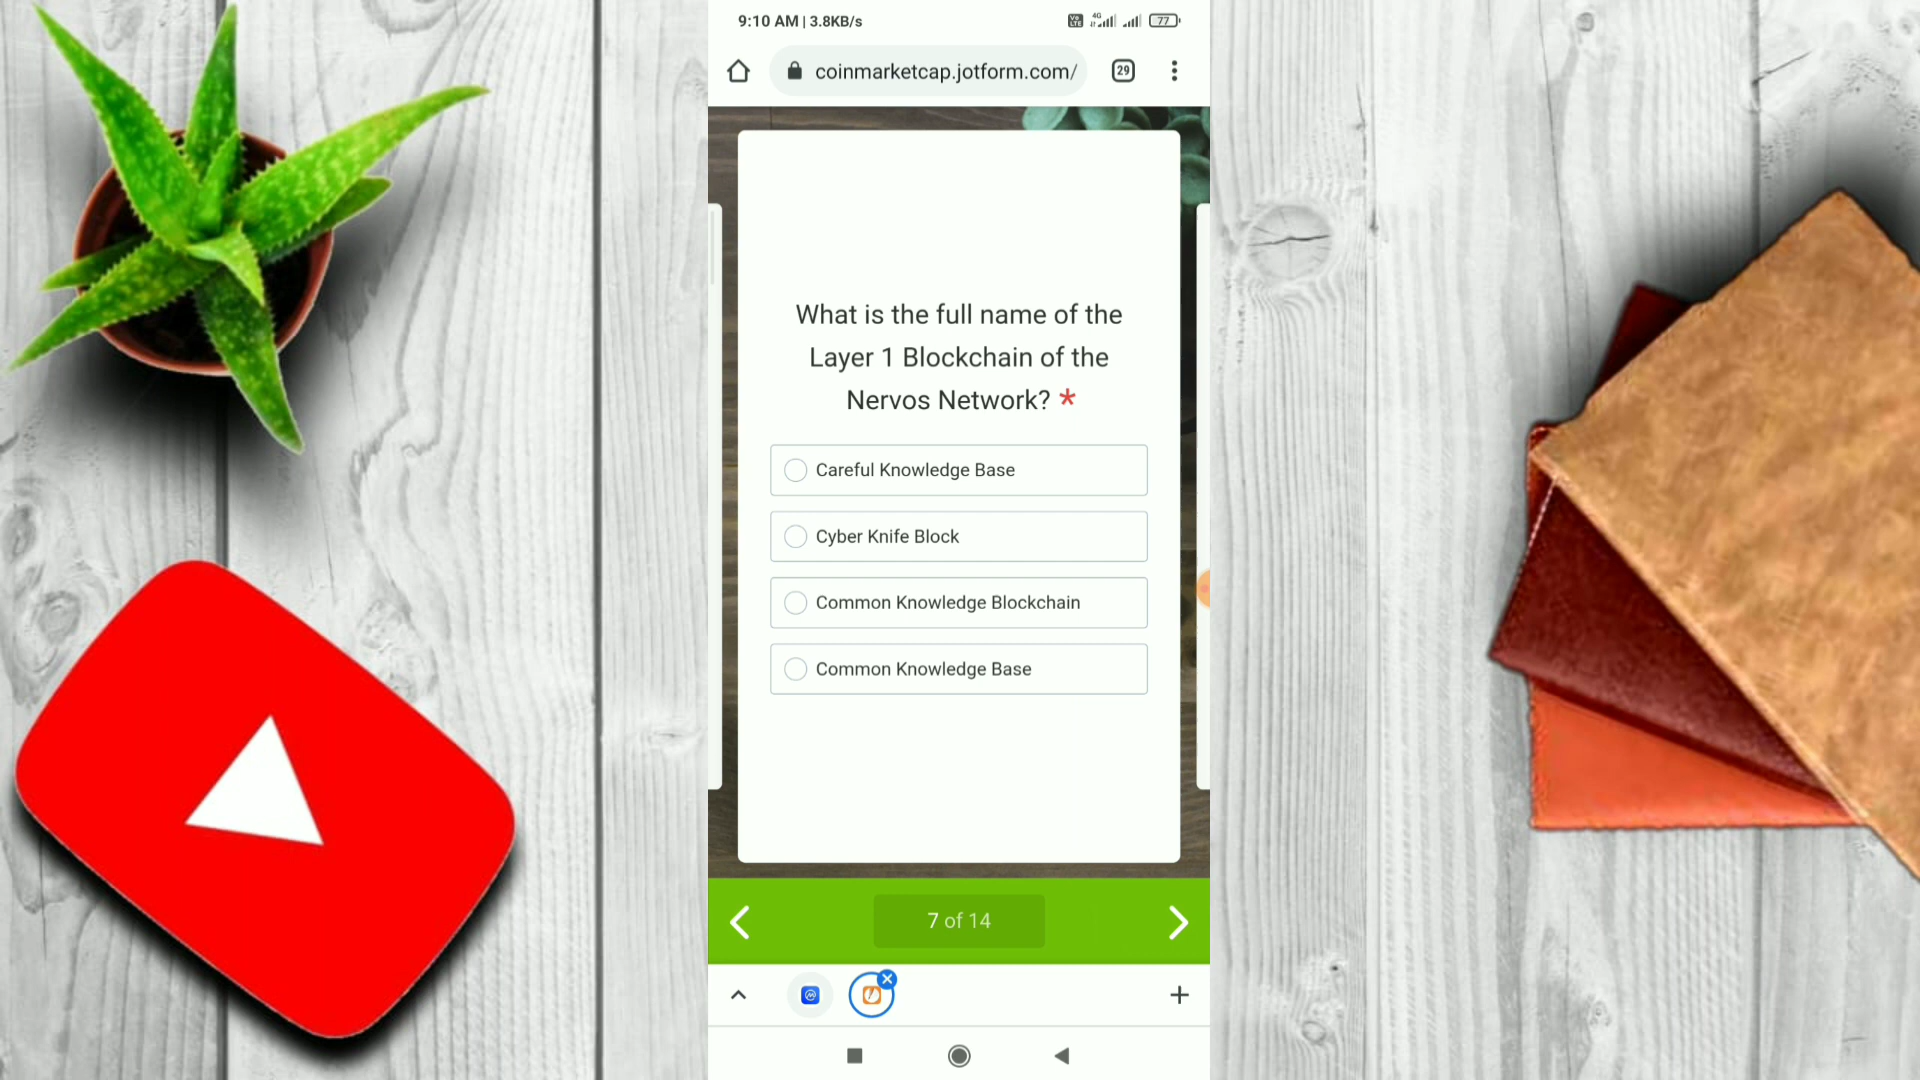 9:10 AM | 3.8KB/s
4G
77
coinmarketcap.jotform.com/
29
What is the full name of the
Layer 1 Blockchain of the
Nervos Network? *
Careful Knowledge Base
Cyber Knife Block
Common Knowledge Blockchain
Common Knowledge Base
7 of 14